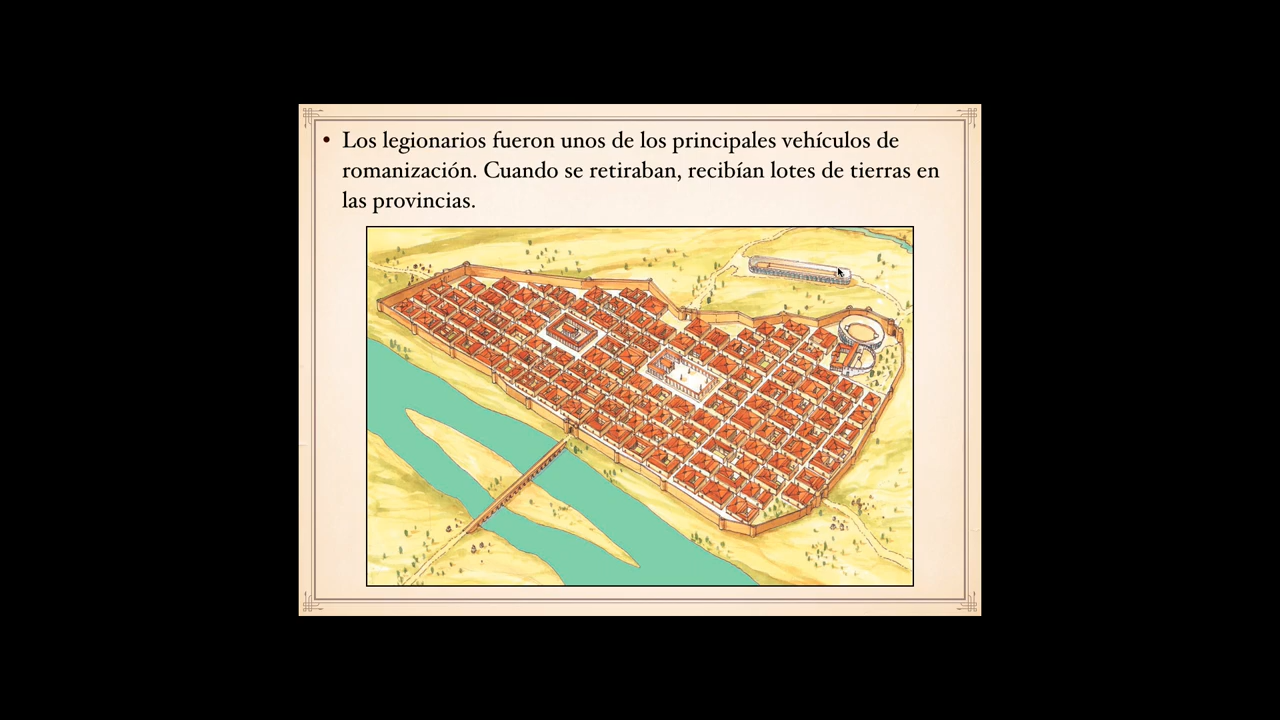 • Los legionarios fueron unos de los principales vehículos de
romanización. Cuando se retiraban, recibían lotes de tierras en
las provincias.